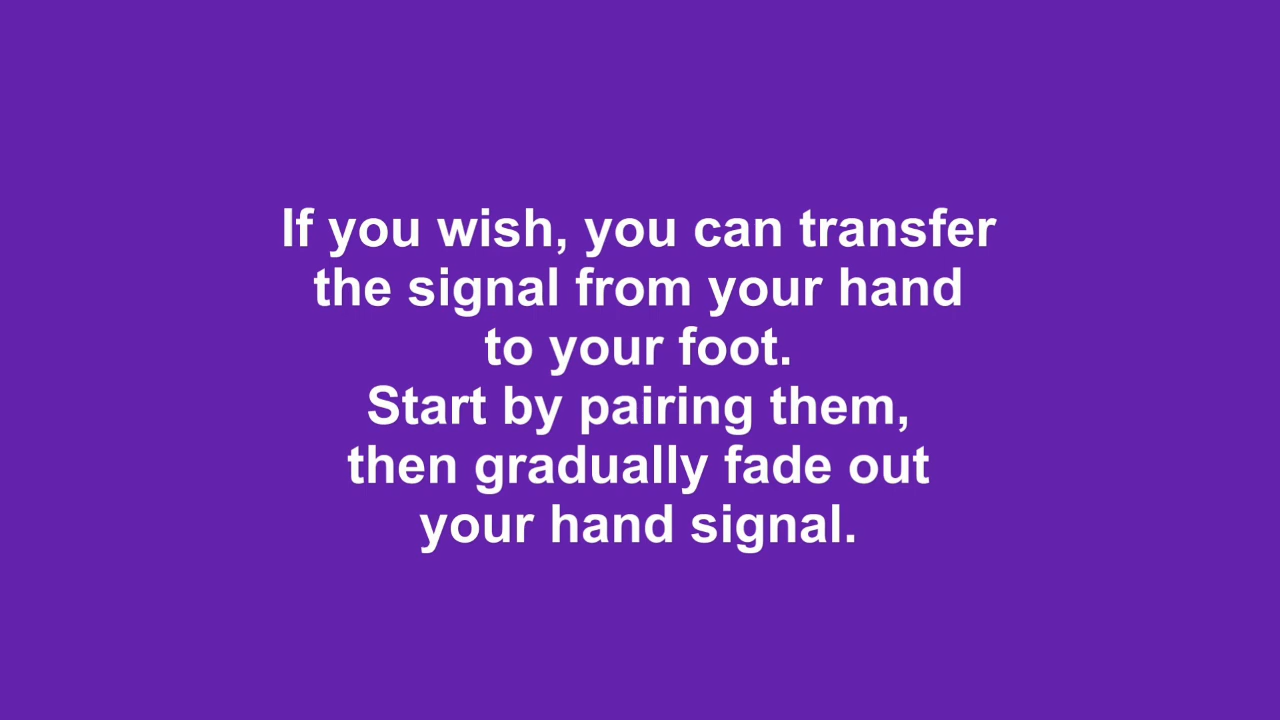 If you wish, you can transfer
the signal from your hand
to your foot.
Start by pairing them,
then gradually fade out
your hand signal.